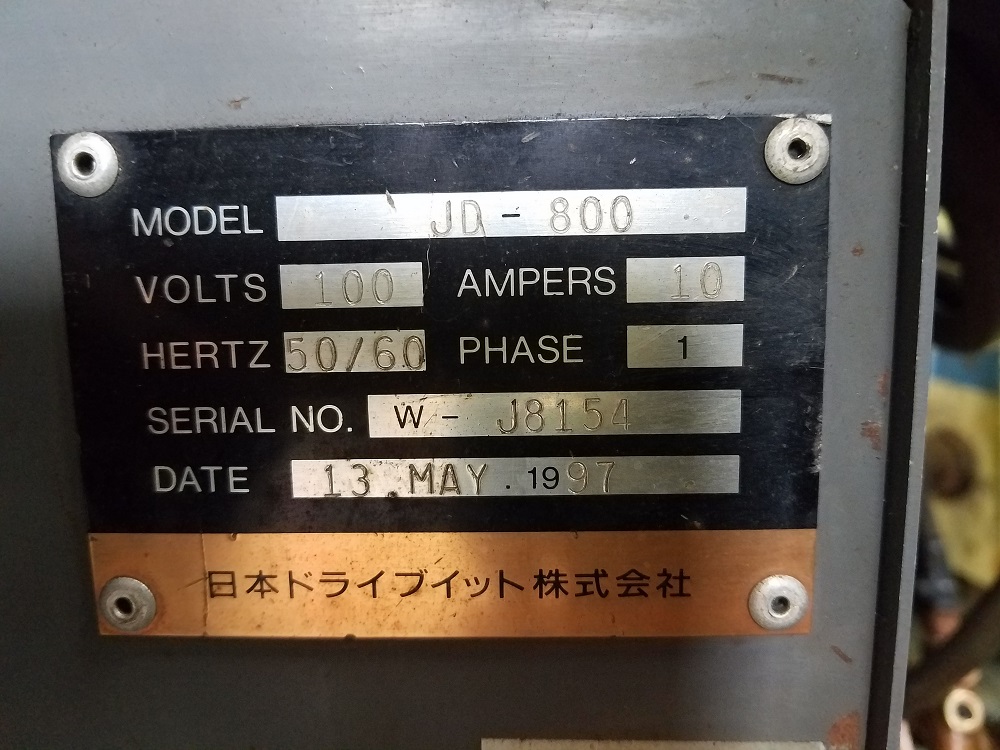 MODEL JD - 800
VOLTS 100 AMPERS 10
HERTZ 50/60 PHASE 1
SERIAL NO. W - J8154
DATE 13.MAY.1997
日本ドライブイット株式会社